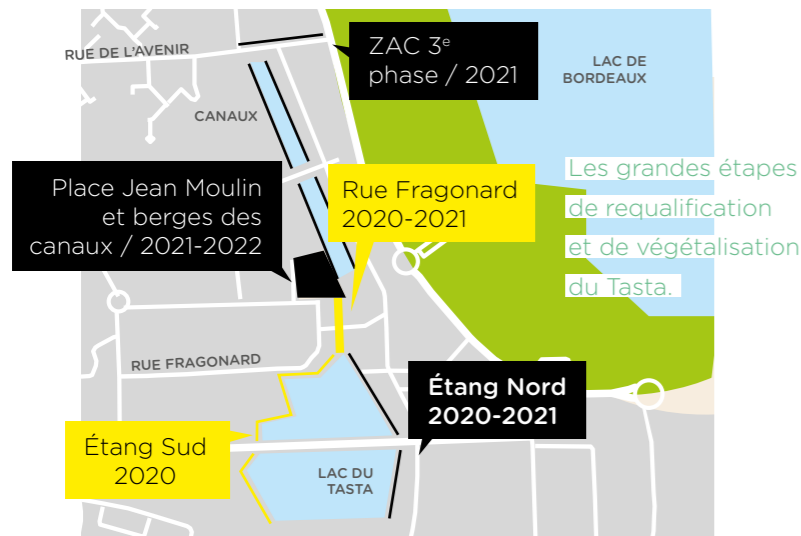 RUE DE L'AVENIR
ZAC 3e
phase / 2021
LAC DE
BORDEAUX
CANAUX
Place Jean Moulin
et berges des
canaux / 2021-2022
Rue Fragonard
2020-2021
Les grandes étapes
de requalification
et de végétalisation
du Tasta.
RUE FRAGONARD
Étang Nord
2020-2021
Étang Sud
2020
LAC DU
TASTA